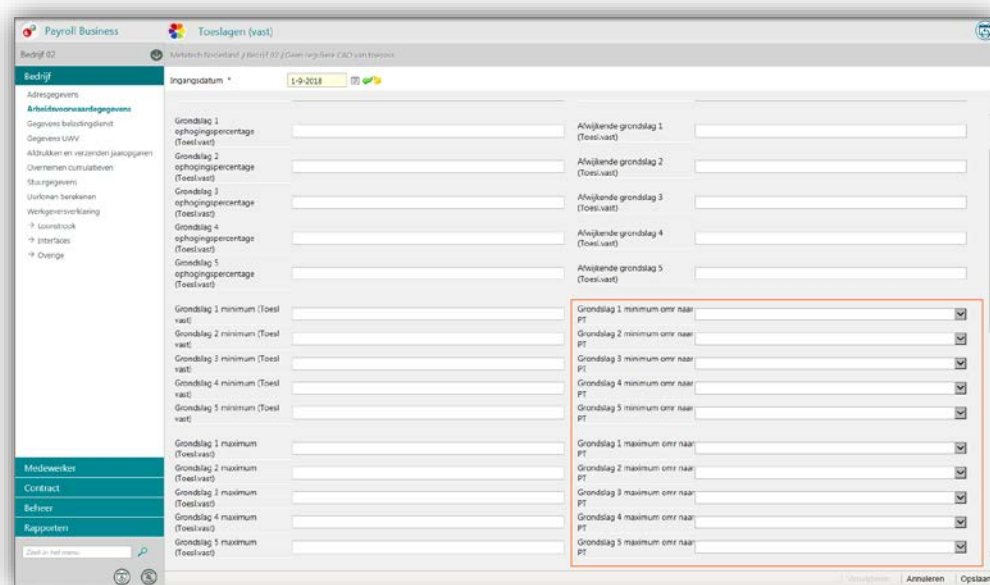 Payroll Business
Toeslagen (vast)
Bedrijf 02
Metatech Nederland / Bedrijf 02 / Geen reguliere CAO van toepass
Bedrijf
Ingangsdatum *
1-9-2018
Adresgegevens
Arbeidsvoorwaardegegevens
Gegevens belastingdienst
Gegevens UWV
Afdrukken en verzenden jaaropgaven
Overnemen cumulatieven
Stuurgegevens
Uurlonen berekenen
Werkgeversverklaring
→ Loonstrook
→ Interfaces
→ Overige
Grondslag 1
ophogingspercentage
(Toesl.vast)
Afwijkende grondslag 1
(Toesl.vast)
Grondslag 2
ophogingspercentage
(Toesl.vast)
Afwijkende grondslag 2
(Toesl.vast)
Grondslag 3
ophogingspercentage
(Toesl.vast)
Afwijkende grondslag 3
(Toesl.vast)
Grondslag 4
ophogingspercentage
(Toesl.vast)
Afwijkende grondslag 4
(Toesl.vast)
Grondslag 5
ophogingspercentage
(Toesl.vast)
Afwijkende grondslag 5
(Toesl.vast)
Grondslag 1 minimum (Toesl
vast)
Grondslag 1 minimum omr naar
PT
Grondslag 2 minimum (Toesl
vast)
Grondslag 2 minimum omr naar
PT
Grondslag 3 minimum (Toesl
vast)
Grondslag 3 minimum omr naar
PT
Grondslag 4 minimum (Toesl
vast)
Grondslag 4 minimum omr naar
PT
Grondslag 5 minimum (Toesl
vast)
Grondslag 5 minimum omr naar
PT
Grondslag 1 maximum
(Toesl.vast)
Grondslag 1 maximum omr naar
PT
Grondslag 2 maximum
(Toesl.vast)
Grondslag 2 maximum omr naar
PT
Grondslag 3 maximum
(Toesl.vast)
Grondslag 3 maximum omr naar
PT
Grondslag 4 maximum
(Toesl.vast)
Grondslag 4 maximum omr naar
PT
Grondslag 5 maximum
(Toesl.vast)
Grondslag 5 maximum omr naar
PT
Medewerker
Contract
Beheer
Rapporten
Zoek in het menu
Verwijderen
Annuleren
Opslaan